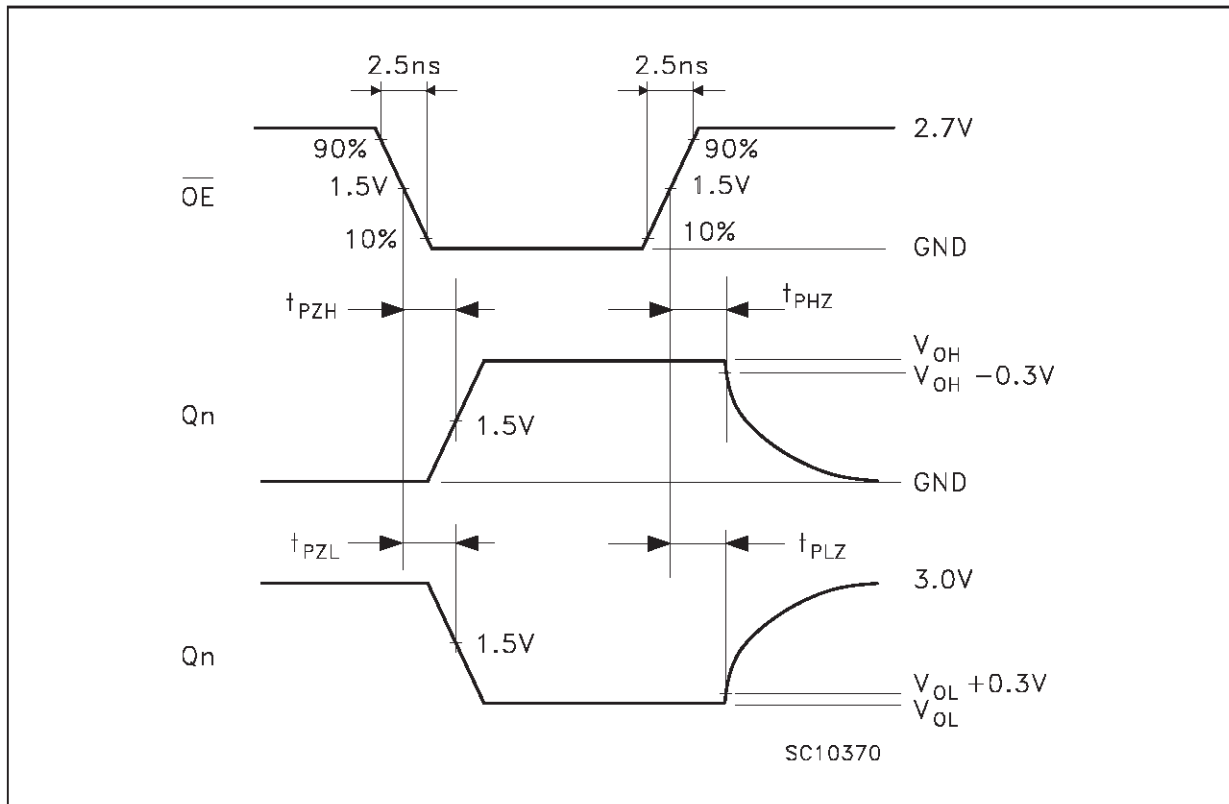 2.5ns 2.5ns
2.7V
90% 90%
OE 1.5V 1.5V
10% 10%
GND
tPZH tPHZ
VOH
VOH −0.3V
Qn 1.5V
GND
tPZL tPLZ
3.0V
Qn 1.5V
VOL +0.3V
VOL
SC10370